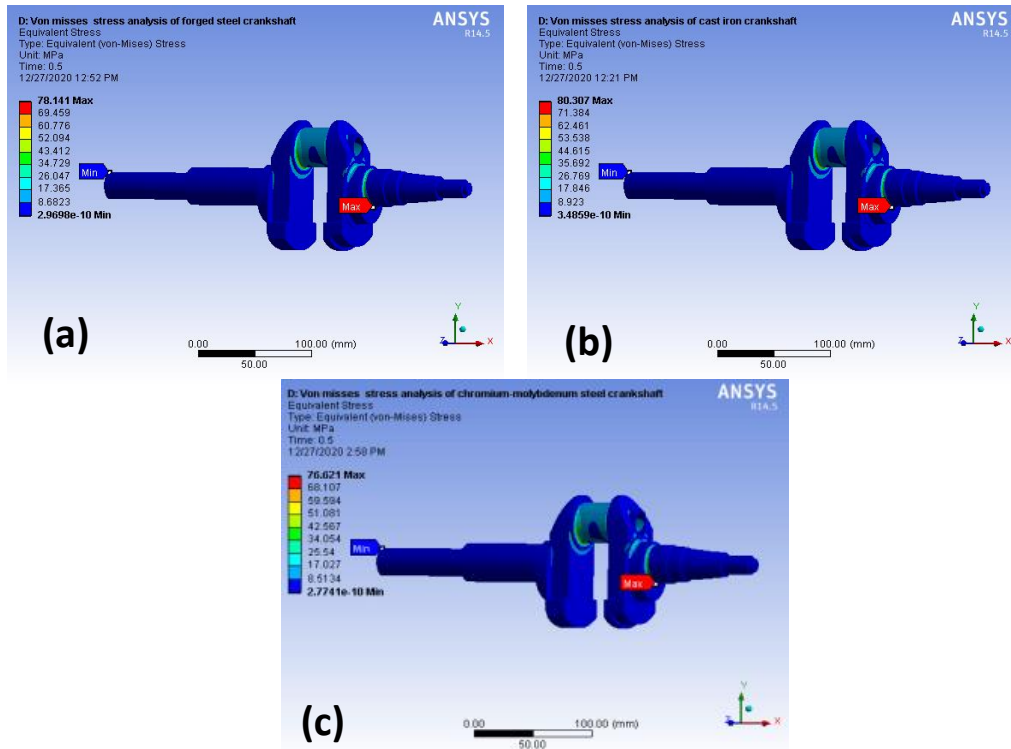 D: Von misses stress analysis of forged steel crankshaft
Equivalent Stress
Type: Equivalent (von-Mises) Stress
Unit: MPa
Time: 0.5
12/27/2020 12:52 PM
ANSYS
R14.5
78.141 Max
69.459
60.776
52.094
43.412
34.729
26.047
17.365
8.6823
2.9698e-10 Min
Min
Max
(a)
0.00
100.00 (mm)
50.00
Y
Z
X
D: Von misses stress analysis of cast iron crankshaft
Equivalent Stress
Type: Equivalent (von-Mises) Stress
Unit: MPa
Time: 0.5
12/27/2020 12:21 PM
ANSYS
R14.5
80.307 Max
71.384
62.461
53.538
44.615
35.692
26.769
17.846
8.923
3.4859e-10 Min
Min
Max
(b)
0.00
100.00 (mm)
50.00
Y
Z
X
D: Von misses stress analysis of chromium-molybdenum steel crankshaft
Equivalent Stress
Type: Equivalent (von-Mises) Stress
Unit: MPa
Time: 0.5
12/27/2020 2:58 PM
ANSYS
R14.5
76.621 Max
68.107
59.594
51.081
42.567
34.054
25.54
17.027
8.5134
2.7741e-10 Min
Min
Max
(c)
0.00
100.00 (mm)
50.00
Y
Z
X